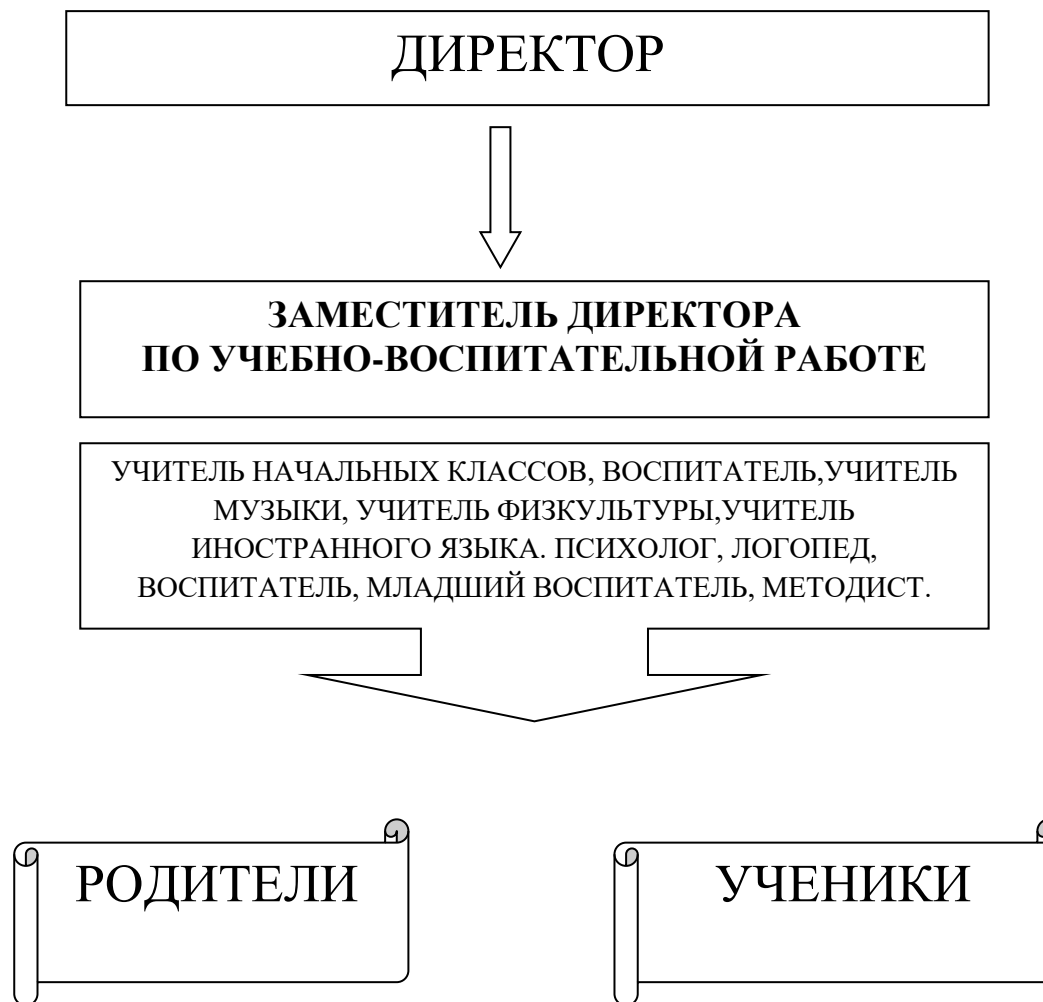 ДИРЕКТОР
ЗАМЕСТИТЕЛЬ ДИРЕКТОРА
ПО УЧЕБНО-ВОСПИТАТЕЛЬНОЙ РАБОТЕ
УЧИТЕЛЬ НАЧАЛЬНЫХ КЛАССОВ, ВОСПИТАТЕЛЬ,УЧИТЕЛЬ
МУЗЫКИ, УЧИТЕЛЬ ФИЗКУЛЬТУРЫ,УЧИТЕЛЬ
ИНОСТРАННОГО ЯЗЫКА. ПСИХОЛОГ, ЛОГОПЕД,
ВОСПИТАТЕЛЬ, МЛАДШИЙ ВОСПИТАТЕЛЬ, МЕТОДИСТ.
РОДИТЕЛИ
УЧЕНИКИ